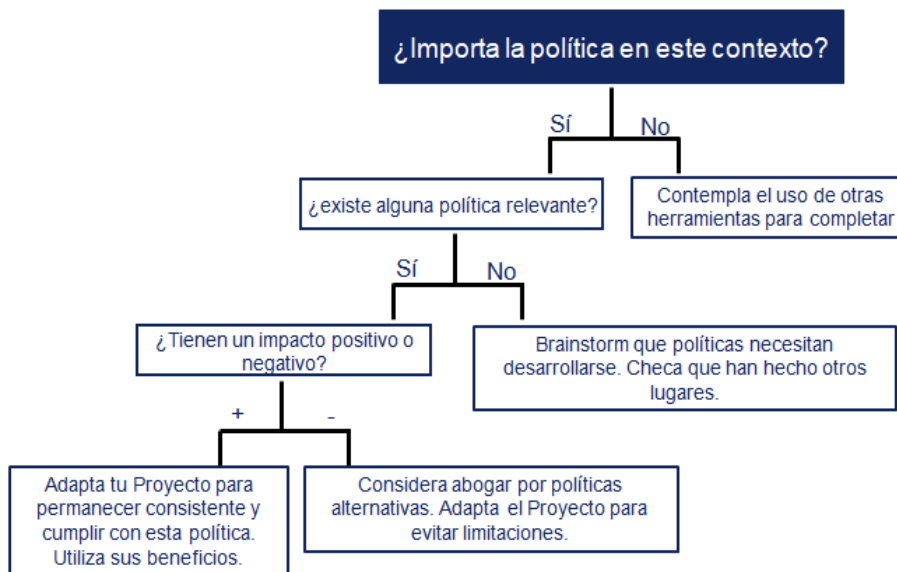 ¿Importa la política en este contexto?
Sí
No
¿existe alguna política relevante?
Contempla el uso de otras
herramientas para completar
Sí
No
¿Tienen un impacto positivo o
negativo?
Brainstorm que políticas necesitan
desarrollarse. Checa que han hecho otros
lugares.
+
-
Adapta tu Proyecto para
permanecer consistente y
cumplir con esta política.
Utiliza sus beneficios.
Considera abogar por políticas
alternativas. Adapta el Proyecto para
evitar limitaciones.